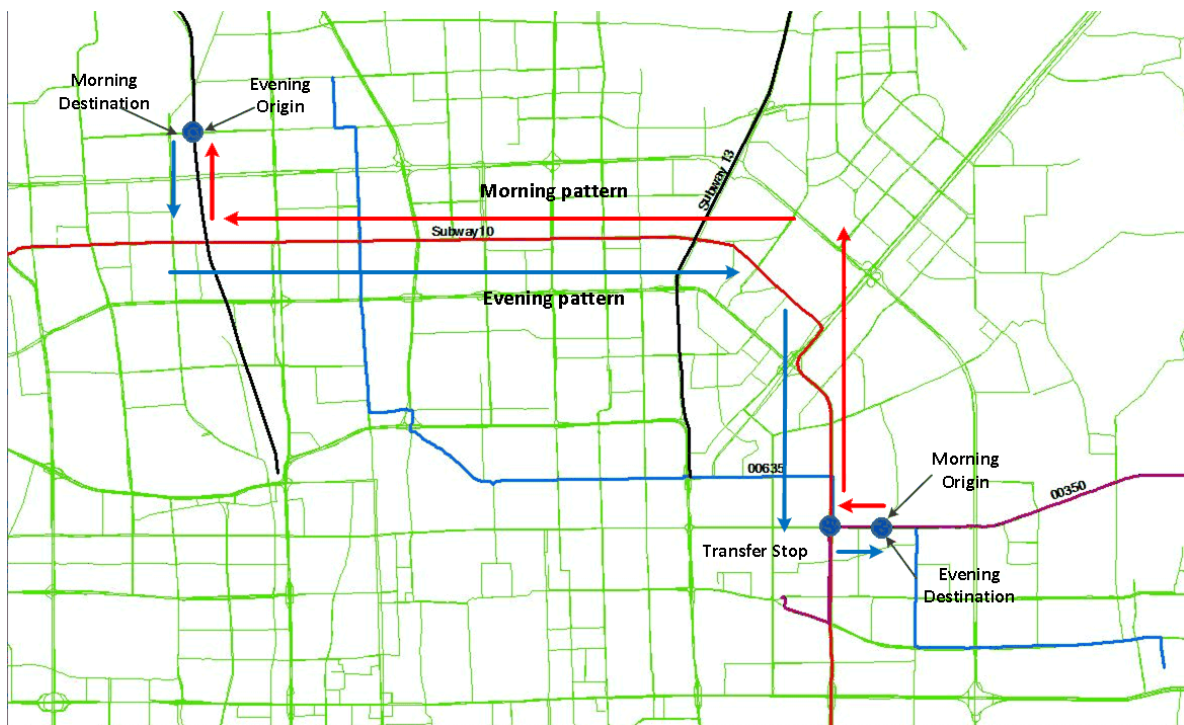 Morning
Destination
Evening
Origin
Subway 13
Morning pattern
Subway10
Evening pattern
00635
Morning
Origin
00350
Transfer Stop
Evening
Destination